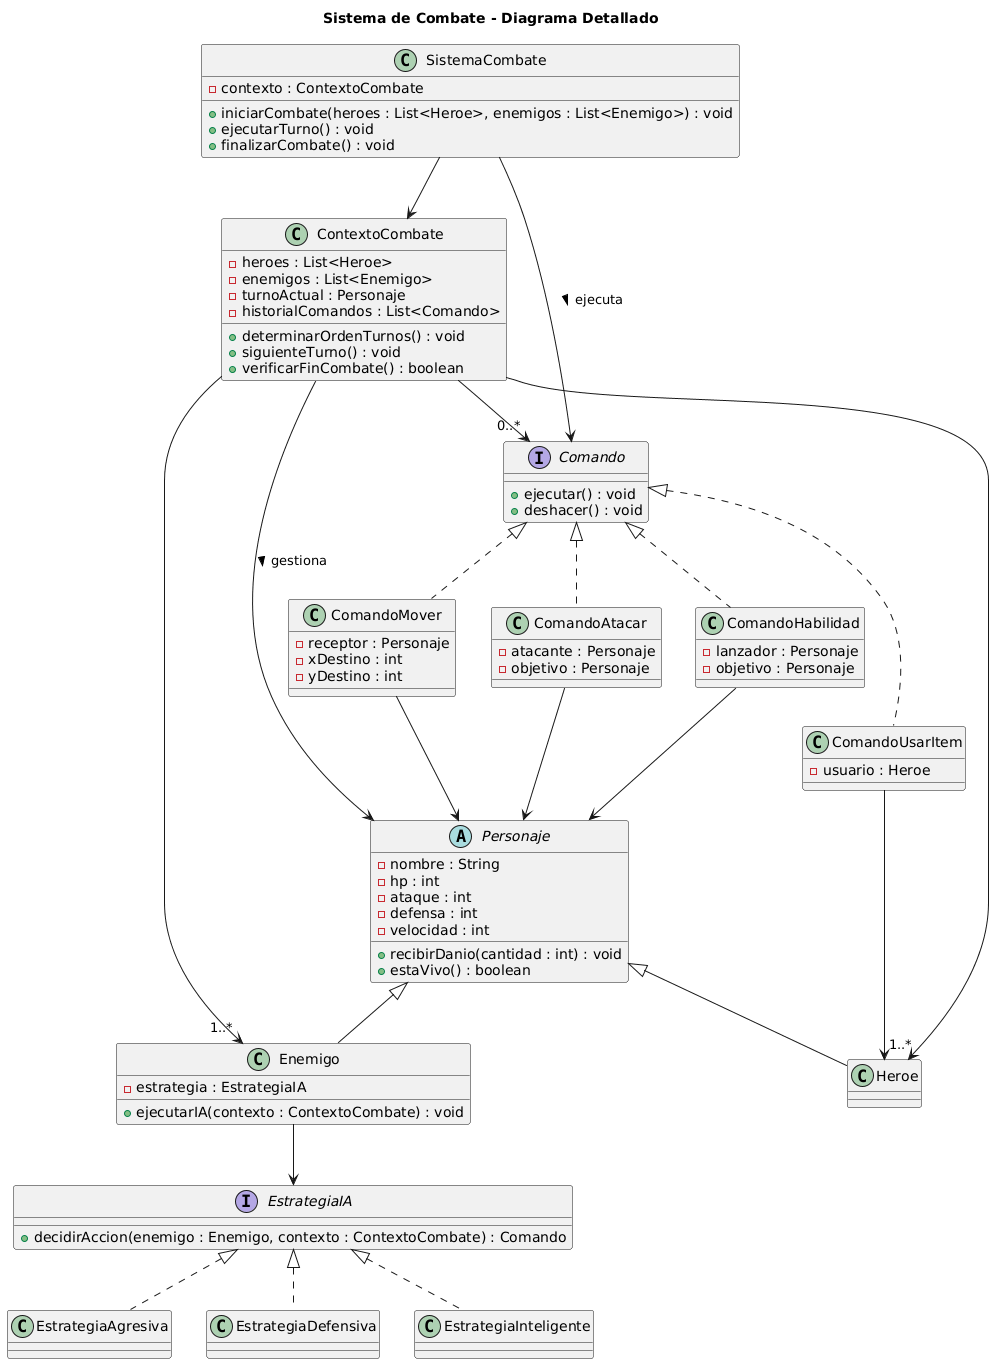 Sistema de Combate - Diagrama Detallado
C SistemaCombate
contexto : ContextoCombate
iniciarCombate(heroes : List<Heroe>, enemigos : List<Enemigo>) : void
ejecutarTurno() : void
finalizarCombate() : void
C ContextoCombate
heroes : List<Heroe>
enemigos : List<Enemigo>
turnoActual : Personaje
historialComandos : List<Comando>
determinarOrdenTurnos() : void
siguienteTurno() : void
verificarFinCombate() : boolean
ejecuta
0..*
I Comando
ejecutar() : void
deshacer() : void
gestiona
C ComandoMover
receptor : Personaje
xDestino : int
yDestino : int
C ComandoAtacar
atacante : Personaje
objetivo : Personaje
C ComandoHabilidad
lanzador : Personaje
objetivo : Personaje
C ComandoUsarItem
usuario : Heroe
A Personaje
nombre : String
hp : int
ataque : int
defensa : int
velocidad : int
recibirDanio(cantidad : int) : void
estaVivo() : boolean
1..*
1..*
C Enemigo
estrategia : EstrategiaIA
ejecutarIA(contexto : ContextoCombate) : void
C Heroe
I EstrategiaIA
decidirAccion(enemigo : Enemigo, contexto : ContextoCombate) : Comando
C EstrategiaAgresiva
C EstrategiaDefensiva
C EstrategiaInteligente